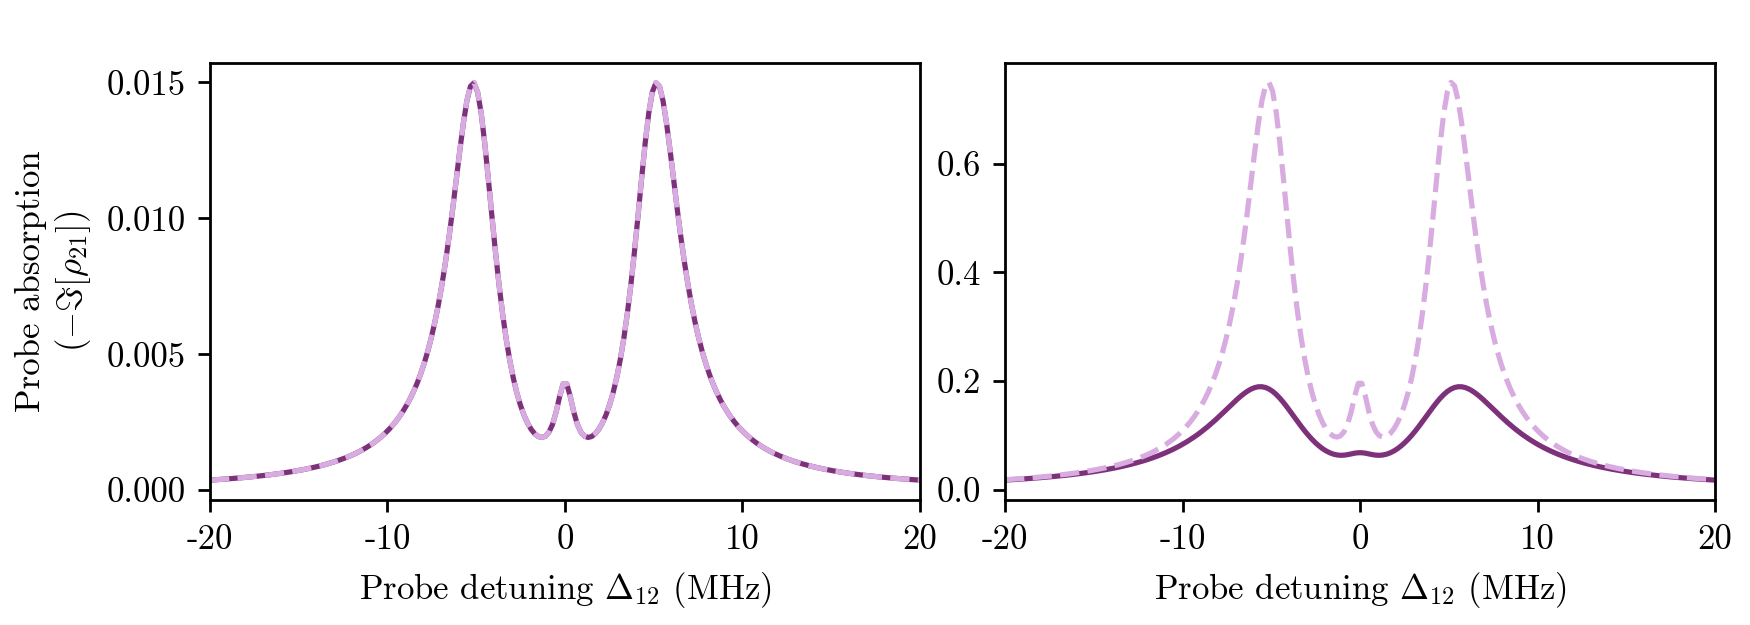 Probe absorption
(−ℑ[ρ₂₁])
0.015
0.010
0.005
0.000
-20 -10 0 10 20
Probe detuning Δ₁₂ (MHz)
0.6
0.4
0.2
0.0
-20 -10 0 10 20
Probe detuning Δ₁₂ (MHz)